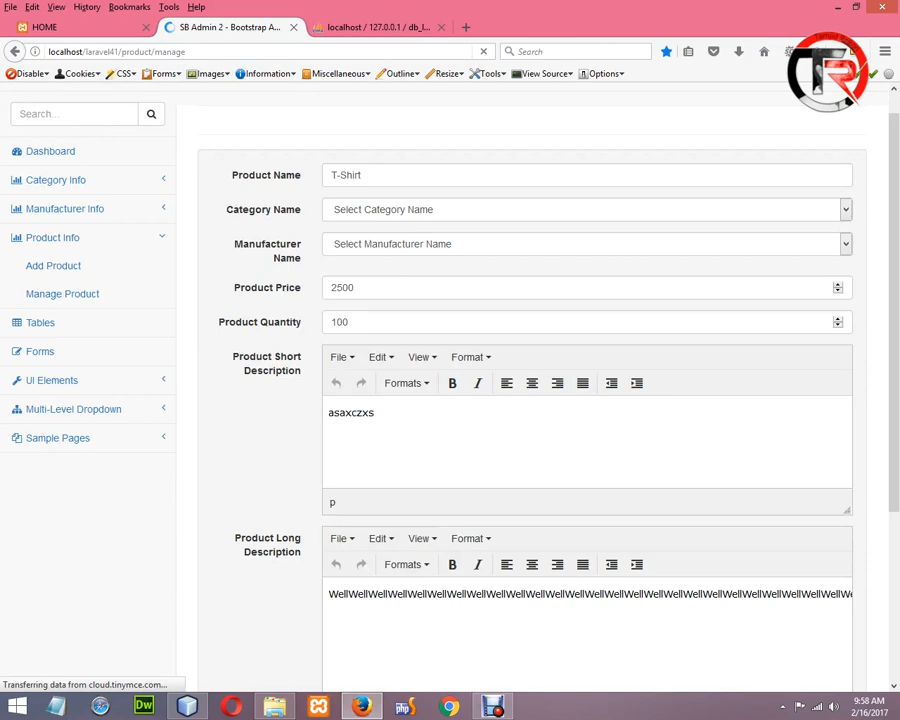 File Edit View History Bookmarks Tools Help
HOME SB Admin 2 - Bootstrap A... localhost / 127.0.0.1 / db_l...
localhost/laravel41/product/manage Search
Disable Cookies CSS Forms Images Information Miscellaneous Outline Resize Tools View Source Options
TR
Search...
Dashboard
Category Info
Manufacturer Info
Product Info
Add Product
Manage Product
Tables
Forms
UI Elements
Multi-Level Dropdown
Sample Pages
Product Name T-Shirt
Category Name Select Category Name
Manufacturer Name Select Manufacturer Name
Product Price 2500
Product Quantity 100
Product Short Description
File Edit View Format
Formats B I
asaxczxs
p
Product Long Description
File Edit View Format
Formats B I
WellWellWellWellWellWellWellWellWellWellWellWellWellWellWellWellWellWellWellWellWellWellWellWellWellWellWe
Transferring data from cloud.tinymce.com...
Dw php
9:58 AM
2/16/2017